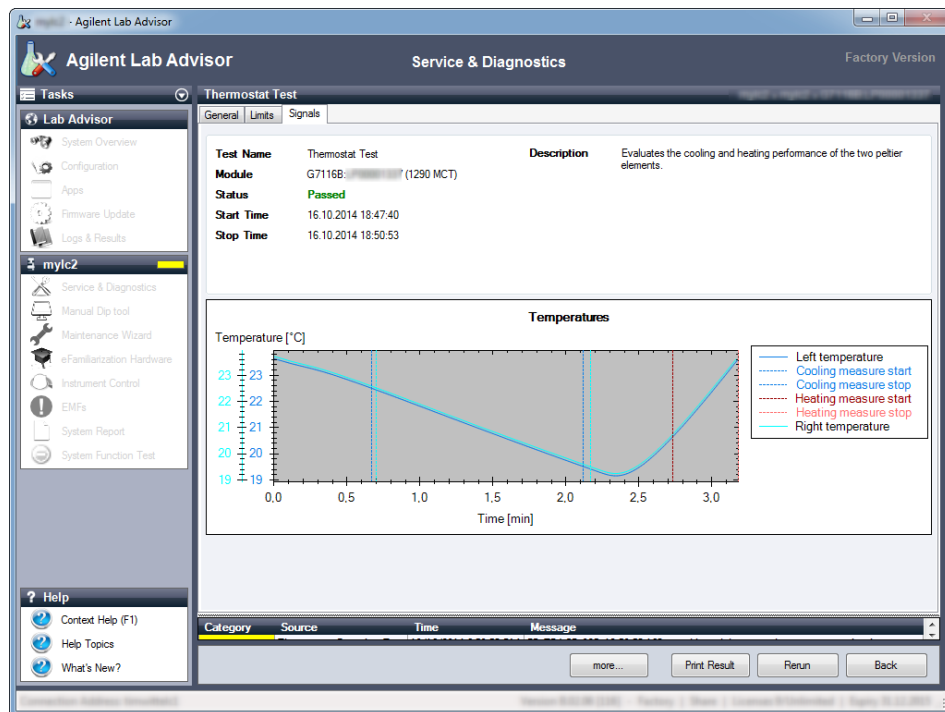 - Agilent Lab Advisor
Agilent Lab Advisor
Service & Diagnostics
Factory Version
Tasks
Lab Advisor
System Overview
Configuration
Apps
Firmware Update
Logs & Results
mylc2
Service & Diagnostics
Manual Dip tool
Maintenance Wizard
eFamiliarization Hardware
Instrument Control
EMFs
System Report
System Function Test
? Help
Context Help (F1)
Help Topics
What's New?
Thermostat Test
General Limits Signals
Test Name Thermostat Test
Module G7116B: (1290 MCT)
Status Passed
Start Time 16.10.2014 18:47:40
Stop Time 16.10.2014 18:50:53
Description Evaluates the cooling and heating performance of the two peltier
elements.
Temperatures
Temperature [°C]
23 23
22 22
21 21
20 20
19 19
0,0 0,5 1,0 1,5 2,0 2,5 3,0
Time [min]
Left temperature
Cooling measure start
Cooling measure stop
Heating measure start
Heating measure stop
Right temperature
Category Source Time Message
more... Print Result Rerun Back